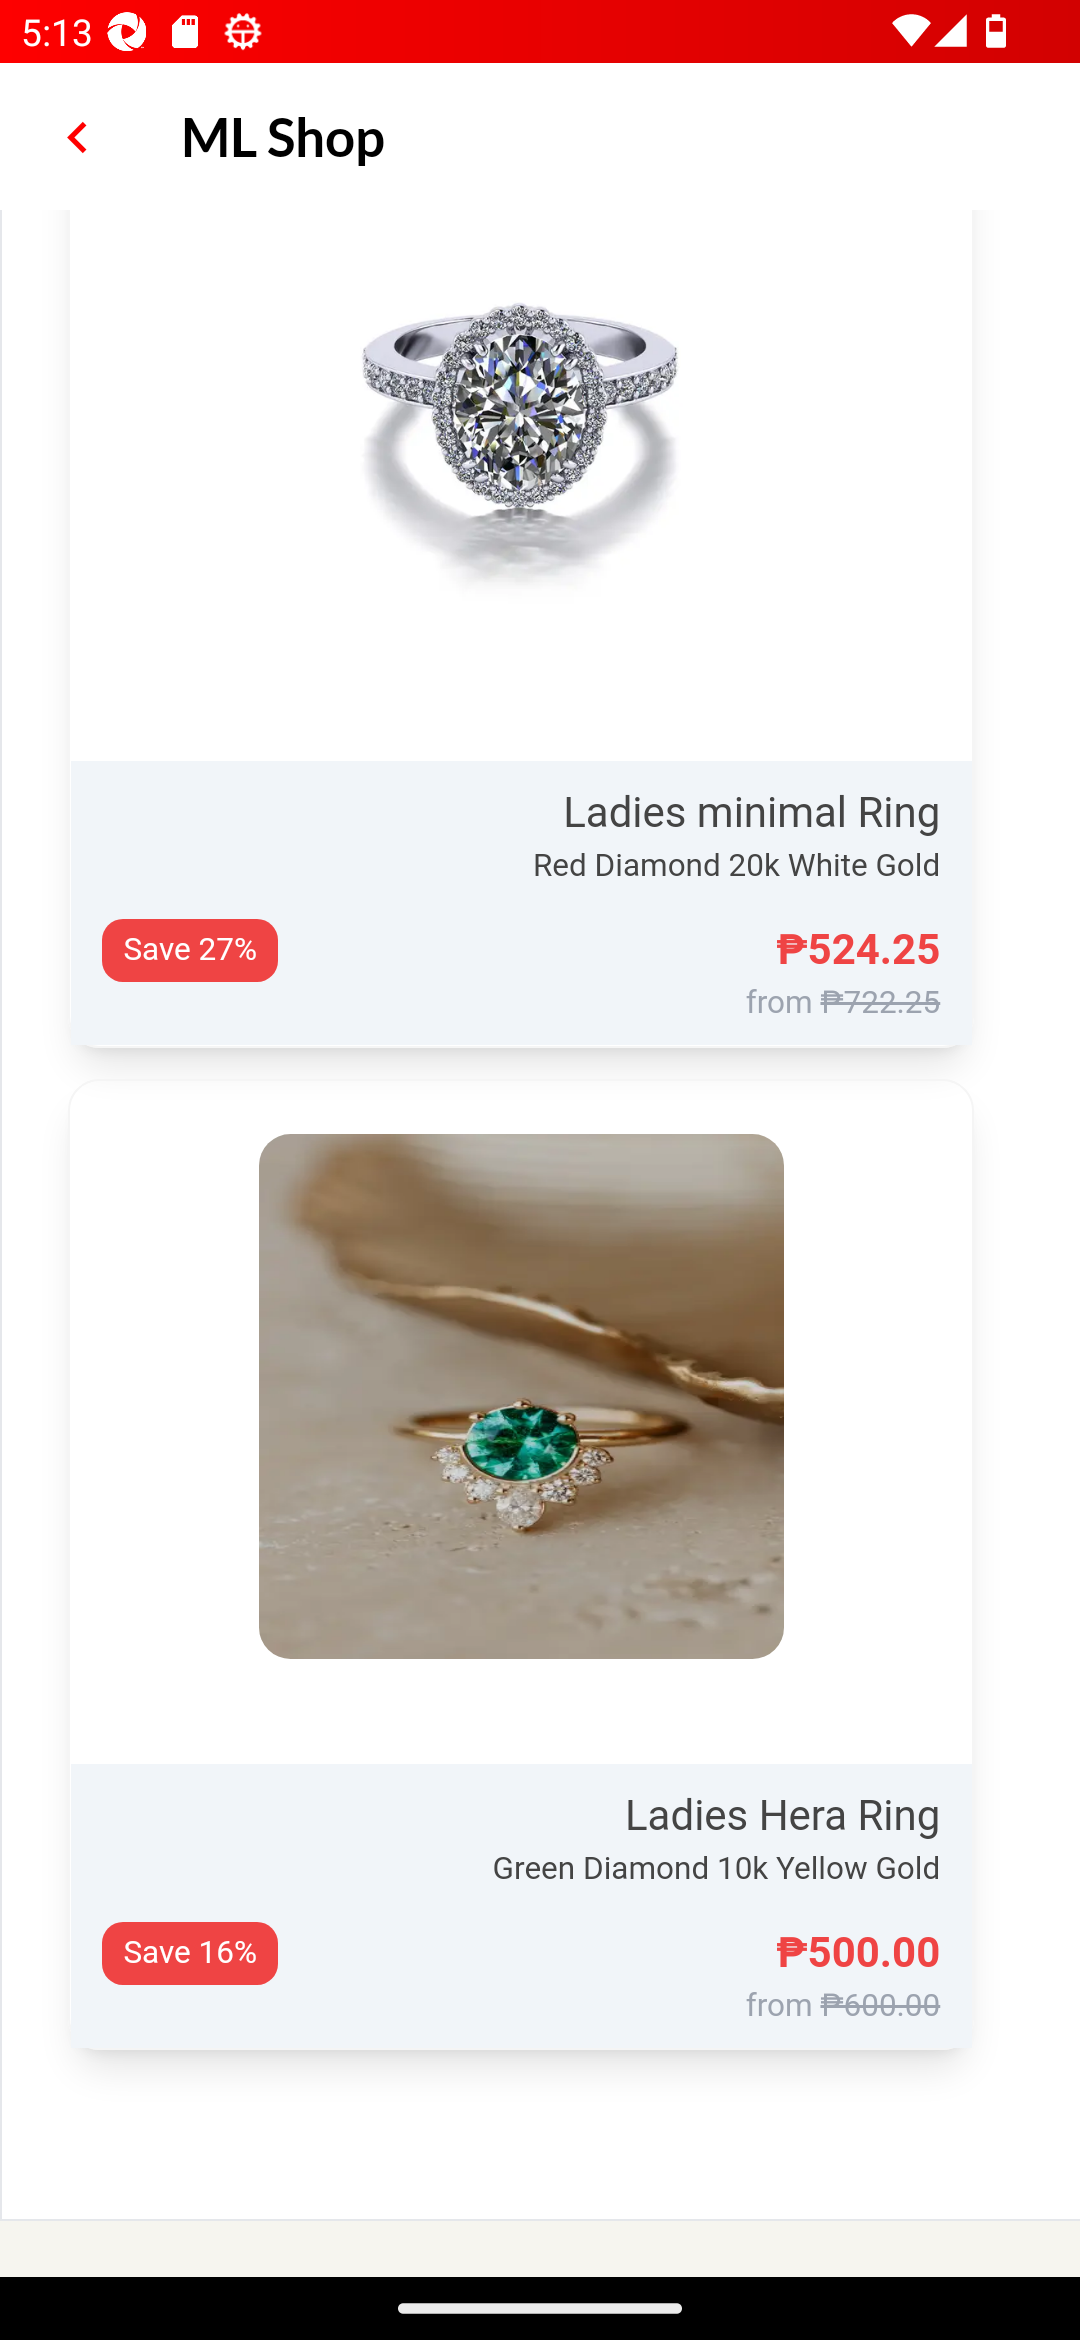 5:13
ML Shop
Ladies minimal Ring
Red Diamond 20k White Gold
Save 27%
₱524.25
from ₱722.25
Ladies Hera Ring
Green Diamond 10k Yellow Gold
Save 16%
₱500.00
from ₱600.00